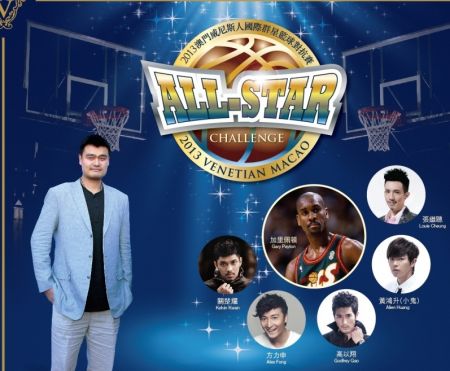 2013澳門威尼斯人國際群星籃球對抗賽
ALL-STAR
CHALLENGE
2013 VENETIAN MACAO
張繼聰
Louis Cheung
加里佩頓
Gary Payton
關楚耀
Kelvin Kwan
黃鴻升(小鬼)
Alien Huang
方力申
Alex Fong
高以翔
Godfrey Gao